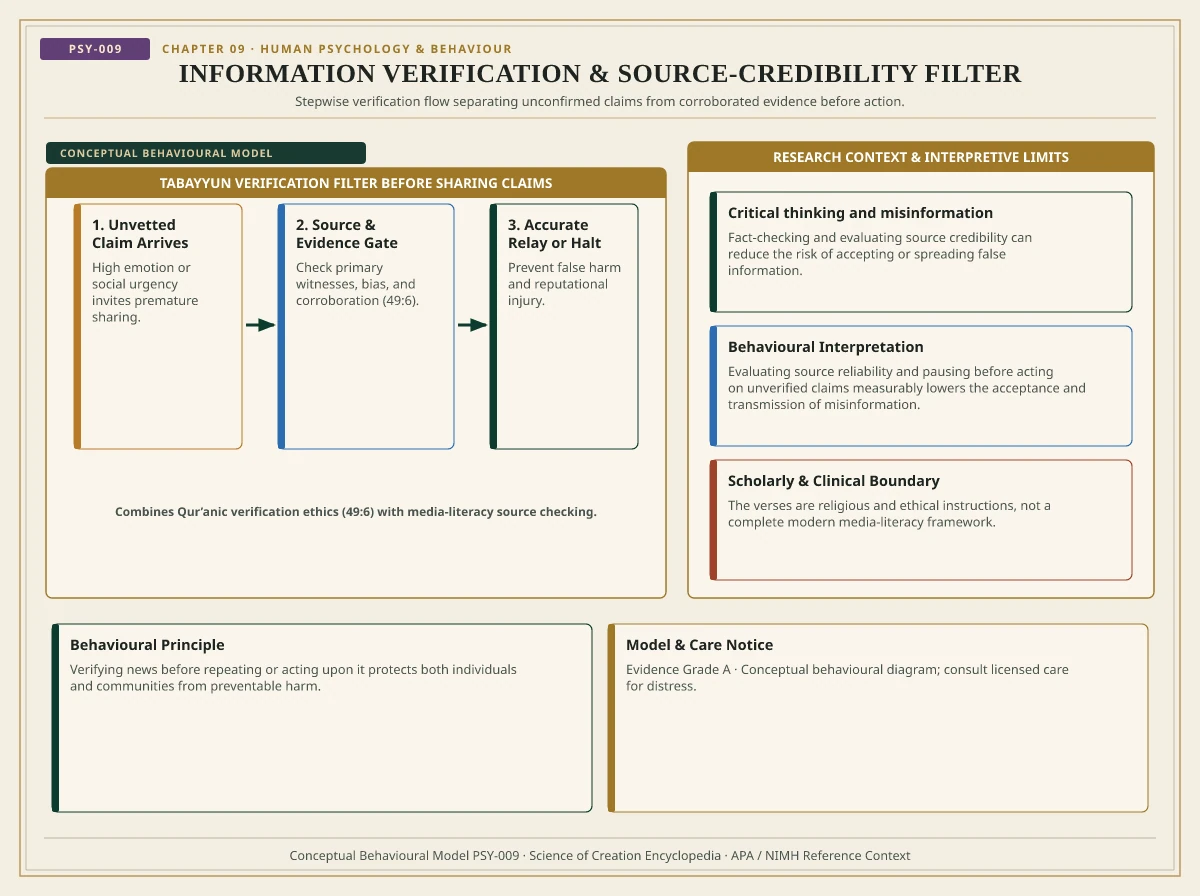 PSY-009
CHAPTER 09 · HUMAN PSYCHOLOGY & BEHAVIOUR
INFORMATION VERIFICATION & SOURCE-CREDIBILITY FILTER
Stepwise verification flow separating unconfirmed claims from corroborated evidence before action.
CONCEPTUAL BEHAVIOURAL MODEL
TABAYYUN VERIFICATION FILTER BEFORE SHARING CLAIMS
1. Unvetted
Claim Arrives
High emotion or
social urgency
invites premature
sharing.
2. Source &
Evidence Gate
Check primary
witnesses, bias, and
corroboration (49:6).
3. Accurate
Relay or Halt
Prevent false harm
and reputational
injury.
Combines Qur'anic verification ethics (49:6) with media-literacy source checking.
RESEARCH CONTEXT & INTERPRETIVE LIMITS
Critical thinking and misinformation
Fact-checking and evaluating source credibility can
reduce the risk of accepting or spreading false
information.
Behavioural Interpretation
Evaluating source reliability and pausing before acting
on unverified claims measurably lowers the acceptance and
transmission of misinformation.
Scholarly & Clinical Boundary
The verses are religious and ethical instructions, not a
complete modern media-literacy framework.
Behavioural Principle
Verifying news before repeating or acting upon it protects both individuals
and communities from preventable harm.
Model & Care Notice
Evidence Grade A · Conceptual behavioural diagram; consult licensed care
for distress.
Conceptual Behavioural Model PSY-009 · Science of Creation Encyclopedia · APA / NIMH Reference Context